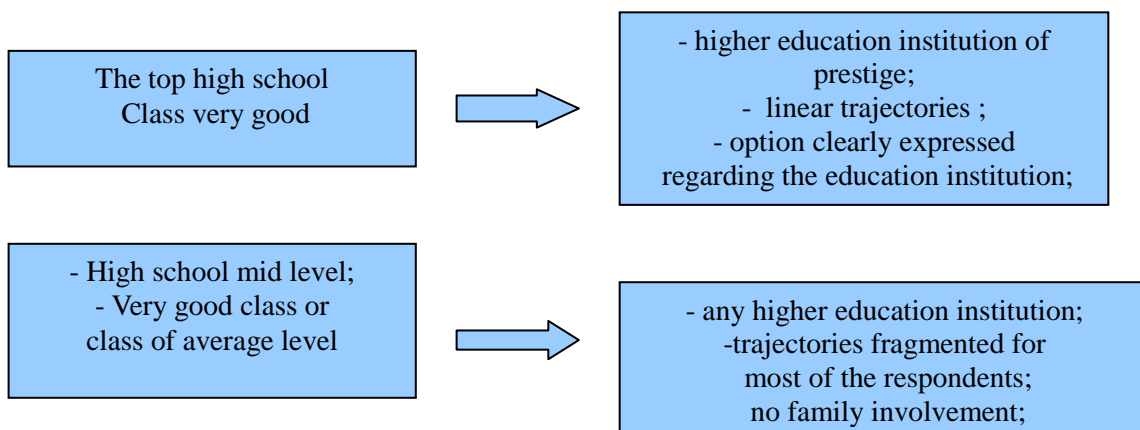 The top high school
Class very good
- higher education institution of
prestige;
- linear trajectories ;
- option clearly expressed
regarding the education institution;
- High school mid level;
- Very good class or
class of average level
- any higher education institution;
-trajectories fragmented for
most of the respondents;
no family involvement;